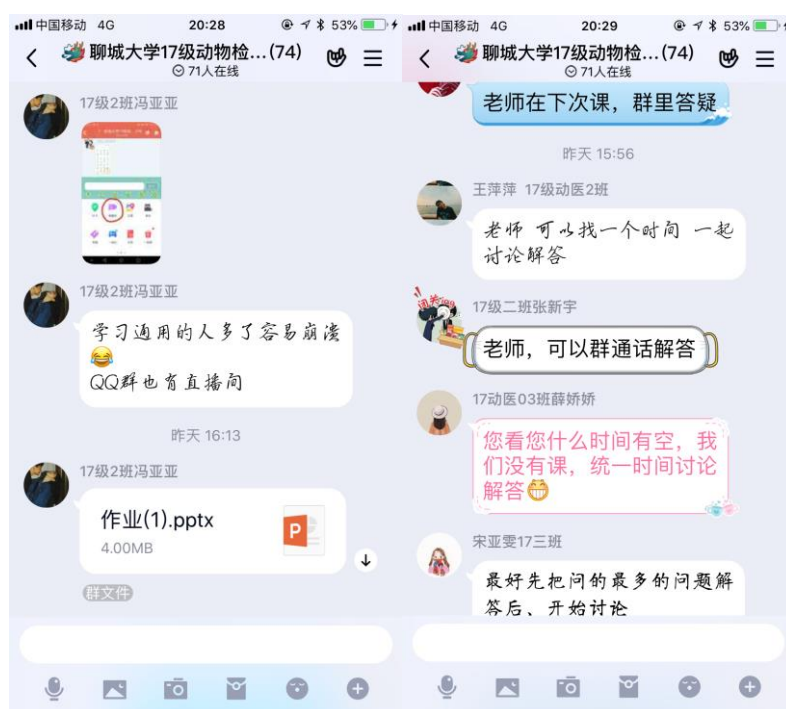 中国移动 4G 20:28 53%
聊城大学17级动物检...(74)
71人在线
17级2班冯亚亚
17级2班冯亚亚
学习通用的人多了容易崩溃
😂
QQ群也有直播间
昨天 16:13
17级2班冯亚亚
作业(1).pptx
P
4.00MB
群文件
中国移动 4G 20:29 53%
聊城大学17级动物检...(74)
71人在线
老师在下次课，群里答疑
昨天 15:56
王萍萍 17级动医2班
老师 可以找一个时间 一起
讨论解答
17级二班张新宇
老师，可以群通话解答
17动医03班薛娇娇
您看您什么时间有空，我
们没有课，统一时间讨论
解答😁
宋亚雯17三班
最好先把问的最多的问题解
答后、开始讨论